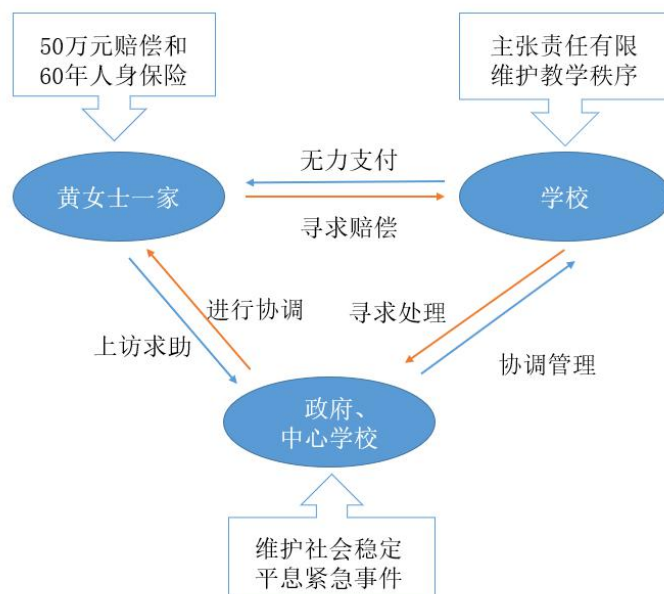 50万元赔偿和
60年人身保险
主张责任有限
维护教学秩序
无力支付
黄女士一家
学校
寻求赔偿
进行协调
寻求处理
上访求助
协调管理
政府、
中心学校
维护社会稳定
平息紧急事件